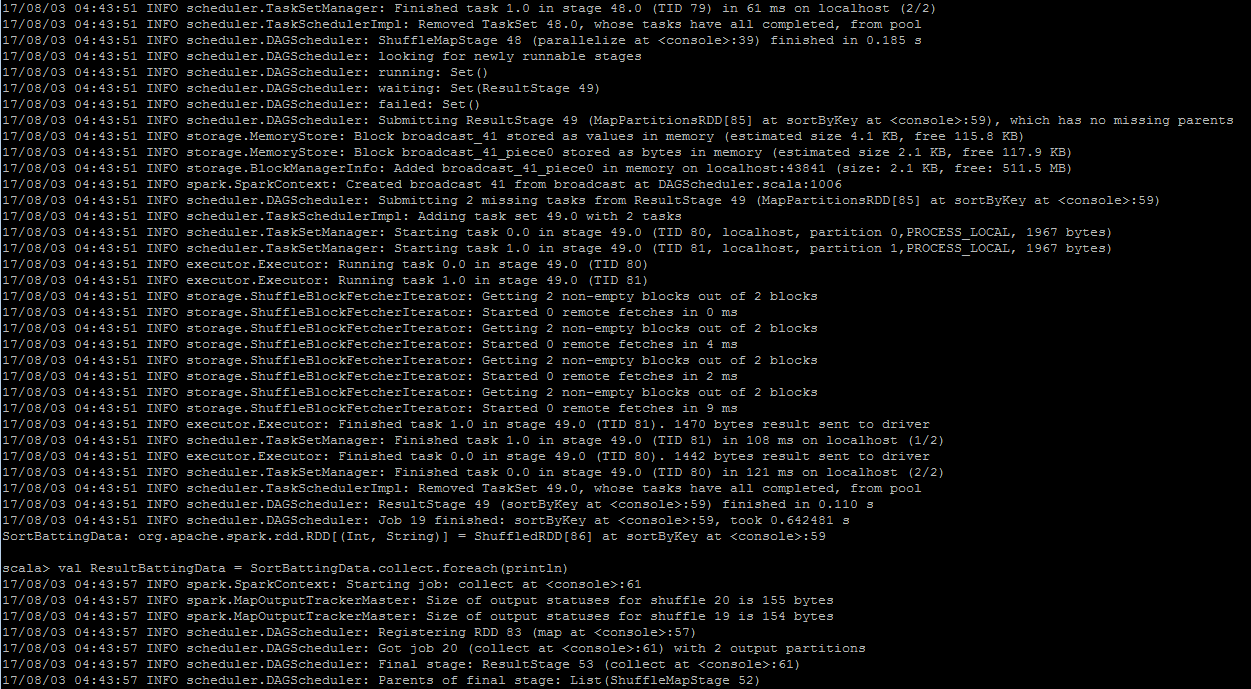 17/08/03 04:43:51 INFO scheduler.TaskSetManager: Finished task 1.0 in stage 48.0 (TID 79) in 61 ms on localhost (2/2)
17/08/03 04:43:51 INFO scheduler.TaskSchedulerImpl: Removed TaskSet 48.0, whose tasks have all completed, from pool
17/08/03 04:43:51 INFO scheduler.DAGScheduler: ShuffleMapStage 48 (parallelize at <console>:39) finished in 0.185 s
17/08/03 04:43:51 INFO scheduler.DAGScheduler: looking for newly runnable stages
17/08/03 04:43:51 INFO scheduler.DAGScheduler: running: Set()
17/08/03 04:43:51 INFO scheduler.DAGScheduler: waiting: Set(ResultStage 49)
17/08/03 04:43:51 INFO scheduler.DAGScheduler: failed: Set()
17/08/03 04:43:51 INFO scheduler.DAGScheduler: Submitting ResultStage 49 (MapPartitionsRDD[85] at sortByKey at <console>:59), which has no missing parents
17/08/03 04:43:51 INFO storage.MemoryStore: Block broadcast_41 stored as values in memory (estimated size 4.1 KB, free 115.8 KB)
17/08/03 04:43:51 INFO storage.MemoryStore: Block broadcast_41_piece0 stored as bytes in memory (estimated size 2.1 KB, free 117.9 KB)
17/08/03 04:43:51 INFO storage.BlockManagerInfo: Added broadcast_41_piece0 in memory on localhost:43841 (size: 2.1 KB, free: 511.5 MB)
17/08/03 04:43:51 INFO spark.SparkContext: Created broadcast 41 from broadcast at DAGScheduler.scala:1006
17/08/03 04:43:51 INFO scheduler.DAGScheduler: Submitting 2 missing tasks from ResultStage 49 (MapPartitionsRDD[85] at sortByKey at <console>:59)
17/08/03 04:43:51 INFO scheduler.TaskSchedulerImpl: Adding task set 49.0 with 2 tasks
17/08/03 04:43:51 INFO scheduler.TaskSetManager: Starting task 0.0 in stage 49.0 (TID 80, localhost, partition 0,PROCESS_LOCAL, 1967 bytes)
17/08/03 04:43:51 INFO scheduler.TaskSetManager: Starting task 1.0 in stage 49.0 (TID 81, localhost, partition 1,PROCESS_LOCAL, 1967 bytes)
17/08/03 04:43:51 INFO executor.Executor: Running task 0.0 in stage 49.0 (TID 80)
17/08/03 04:43:51 INFO executor.Executor: Running task 1.0 in stage 49.0 (TID 81)
17/08/03 04:43:51 INFO storage.ShuffleBlockFetcherIterator: Getting 2 non-empty blocks out of 2 blocks
17/08/03 04:43:51 INFO storage.ShuffleBlockFetcherIterator: Started 0 remote fetches in 0 ms
17/08/03 04:43:51 INFO storage.ShuffleBlockFetcherIterator: Getting 2 non-empty blocks out of 2 blocks
17/08/03 04:43:51 INFO storage.ShuffleBlockFetcherIterator: Started 0 remote fetches in 4 ms
17/08/03 04:43:51 INFO storage.ShuffleBlockFetcherIterator: Getting 2 non-empty blocks out of 2 blocks
17/08/03 04:43:51 INFO storage.ShuffleBlockFetcherIterator: Started 0 remote fetches in 2 ms
17/08/03 04:43:51 INFO storage.ShuffleBlockFetcherIterator: Getting 2 non-empty blocks out of 2 blocks
17/08/03 04:43:51 INFO storage.ShuffleBlockFetcherIterator: Started 0 remote fetches in 9 ms
17/08/03 04:43:51 INFO executor.Executor: Finished task 1.0 in stage 49.0 (TID 81). 1470 bytes result sent to driver
17/08/03 04:43:51 INFO scheduler.TaskSetManager: Finished task 1.0 in stage 49.0 (TID 81) in 108 ms on localhost (1/2)
17/08/03 04:43:51 INFO executor.Executor: Finished task 0.0 in stage 49.0 (TID 80). 1442 bytes result sent to driver
17/08/03 04:43:51 INFO scheduler.TaskSetManager: Finished task 0.0 in stage 49.0 (TID 80) in 121 ms on localhost (2/2)
17/08/03 04:43:51 INFO scheduler.TaskSchedulerImpl: Removed TaskSet 49.0, whose tasks have all completed, from pool
17/08/03 04:43:51 INFO scheduler.DAGScheduler: ResultStage 49 (sortByKey at <console>:59) finished in 0.110 s
17/08/03 04:43:51 INFO scheduler.DAGScheduler: Job 19 finished: sortByKey at <console>:59, took 0.642481 s
SortBattingData: org.apache.spark.rdd.RDD[(Int, String)] = ShuffledRDD[86] at sortByKey at <console>:59
scala> val ResultBattingData = SortBattingData.collect.foreach(println)
17/08/03 04:43:57 INFO spark.SparkContext: Starting job: collect at <console>:61
17/08/03 04:43:57 INFO spark.MapOutputTrackerMaster: Size of output statuses for shuffle 20 is 155 bytes
17/08/03 04:43:57 INFO spark.MapOutputTrackerMaster: Size of output statuses for shuffle 19 is 154 bytes
17/08/03 04:43:57 INFO scheduler.DAGScheduler: Registering RDD 83 (map at <console>:57)
17/08/03 04:43:57 INFO scheduler.DAGScheduler: Got job 20 (collect at <console>:61) with 2 output partitions
17/08/03 04:43:57 INFO scheduler.DAGScheduler: Final stage: ResultStage 53 (collect at <console>:61)
17/08/03 04:43:57 INFO scheduler.DAGScheduler: Parents of final stage: List(ShuffleMapStage 52)